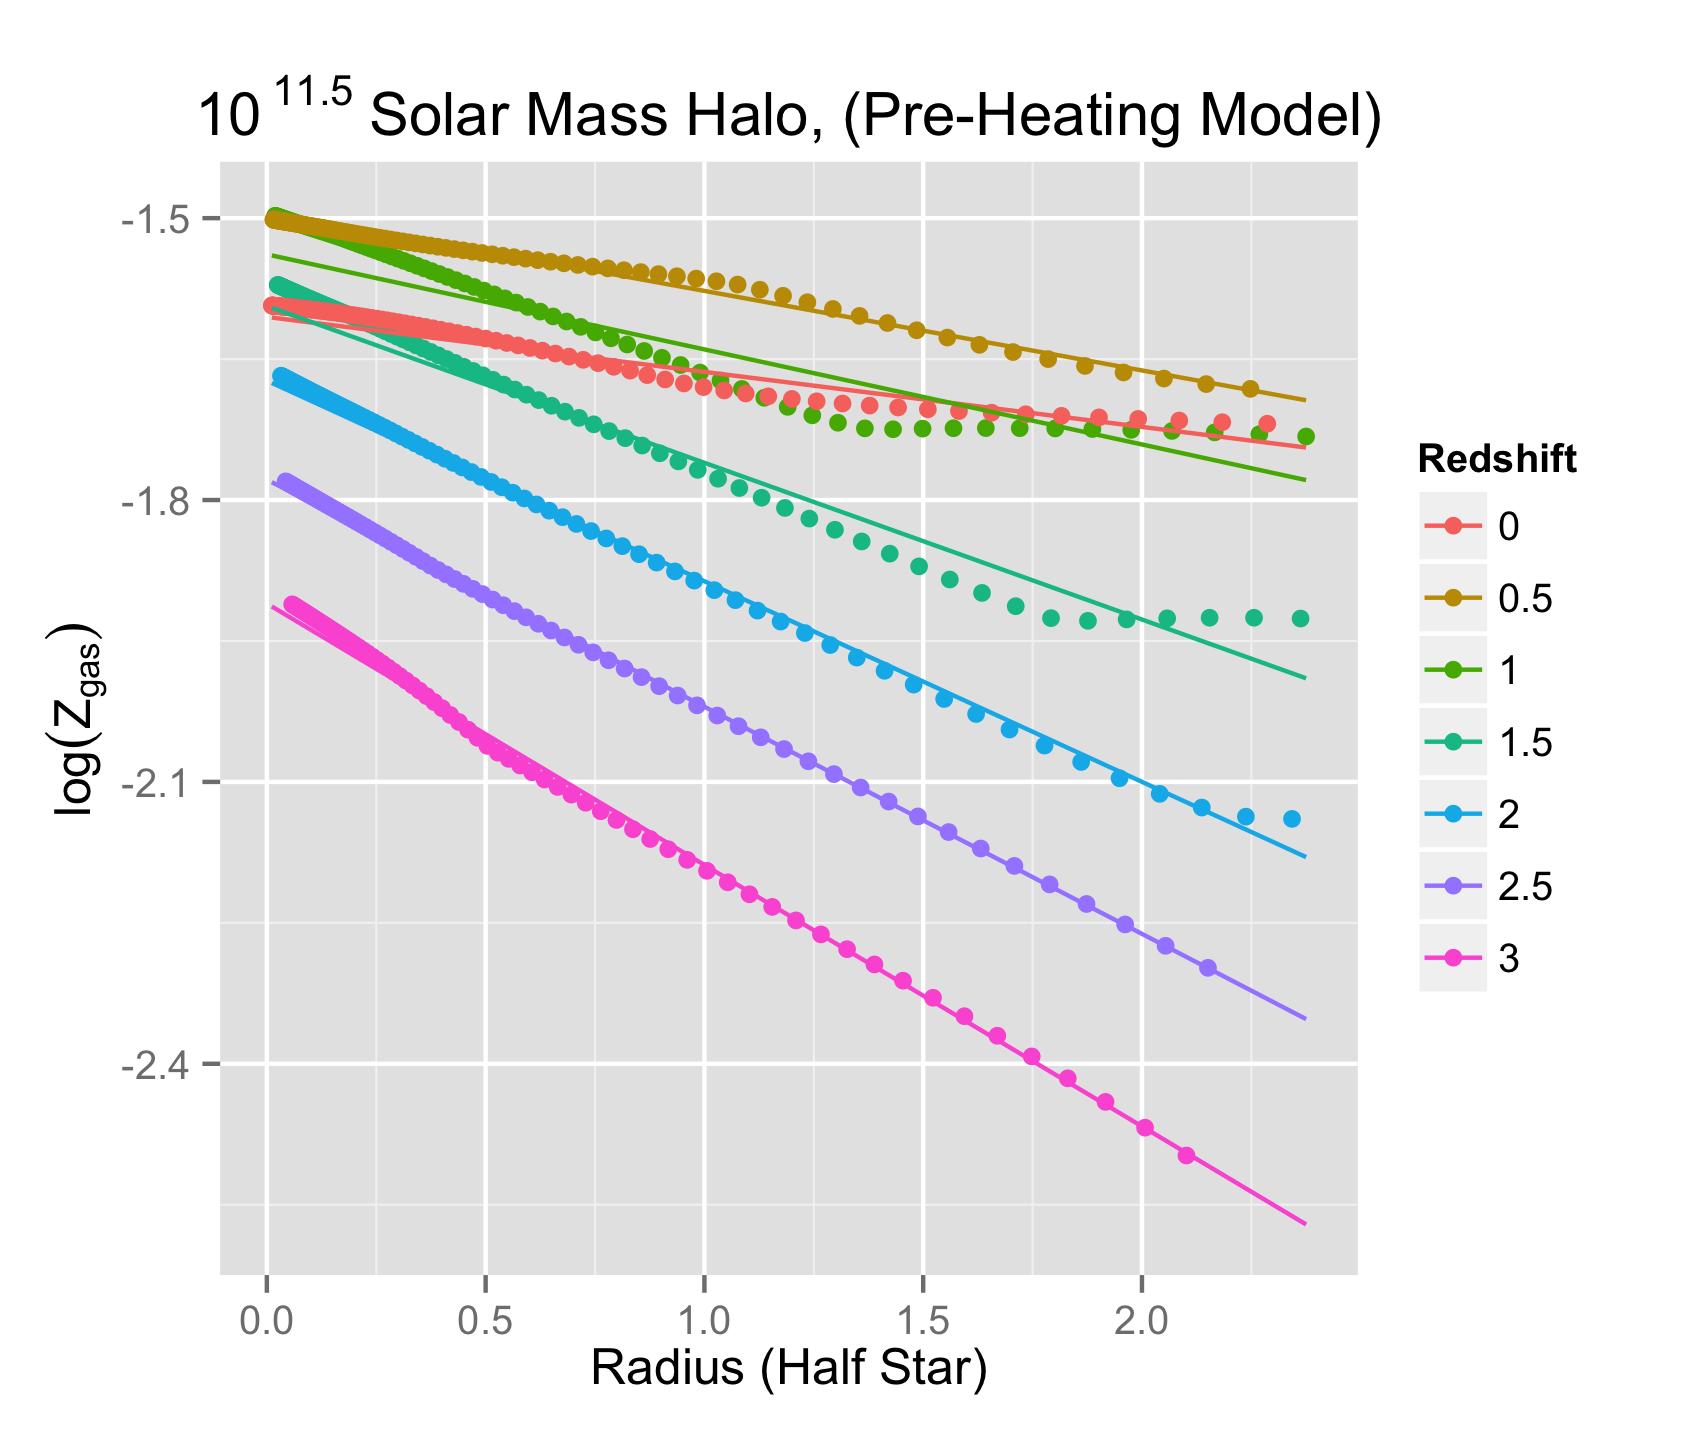 10^11.5 Solar Mass Halo, (Pre-Heating Model)
-1.5
-1.8
-2.1
-2.4
log(Zgas)
0.0 0.5 1.0 1.5 2.0
Radius (Half Star)
Redshift
0
0.5
1
1.5
2
2.5
3